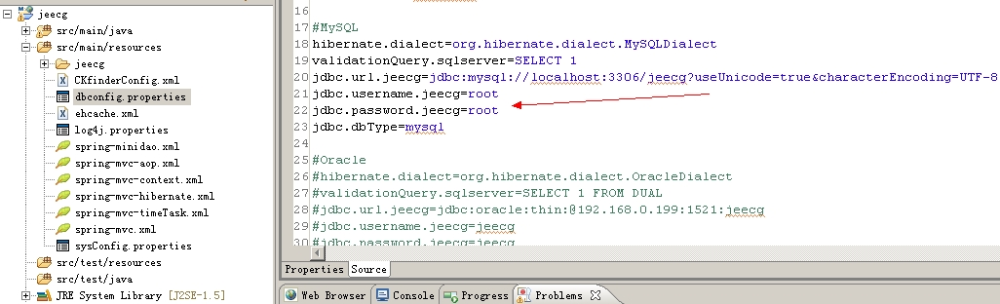 jeecg
src/main/java
src/main/resources
jeecg
CKfinderConfig.xml
dbconfig.properties
ehcache.xml
log4j.properties
spring-minidao.xml
spring-mvc-aop.xml
spring-mvc-context.xml
spring-mvc-hibernate.xml
spring-mvc-timeTask.xml
spring-mvc.xml
sysConfig.properties
src/test/resources
src/test/java
JRE System Library [J2SE-1.5]
16
17 #MySQL
18 hibernate.dialect=org.hibernate.dialect.MySQLDialect
19 validationQuery.sqlserver=SELECT 1
20 jdbc.url.jeecg=jdbc:mysql://localhost:3306/jeecg?useUnicode=true&characterEncoding=UTF-8
21 jdbc.username.jeecg=root
22 jdbc.password.jeecg=root
23 jdbc.dbType=mysql
24
25 #Oracle
26 #hibernate.dialect=org.hibernate.dialect.OracleDialect
27 #validationQuery.sqlserver=SELECT 1 FROM DUAL
28 #jdbc.url.jeecg=jdbc:oracle:thin:@192.168.0.199:1521:jeecg
29 #jdbc.username.jeecg=jeecg
30 #jdbc.password.jeecg=jeecg
Properties Source
Web Browser Console Progress Problems